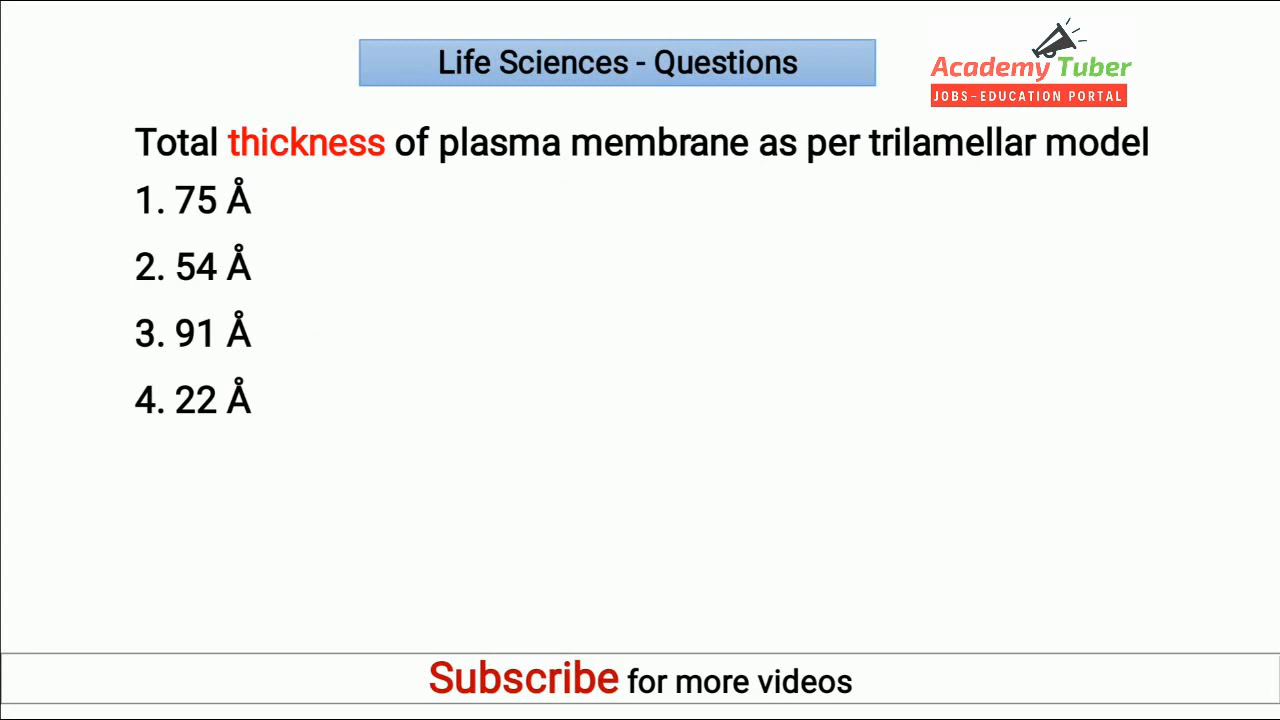 Life Sciences - Questions
Academy Tuber
JOBS-EDUCATION PORTAL
Total thickness of plasma membrane as per trilamellar model
1. 75 Å
2. 54 Å
3. 91 Å
4. 22 Å
Subscribe for more videos